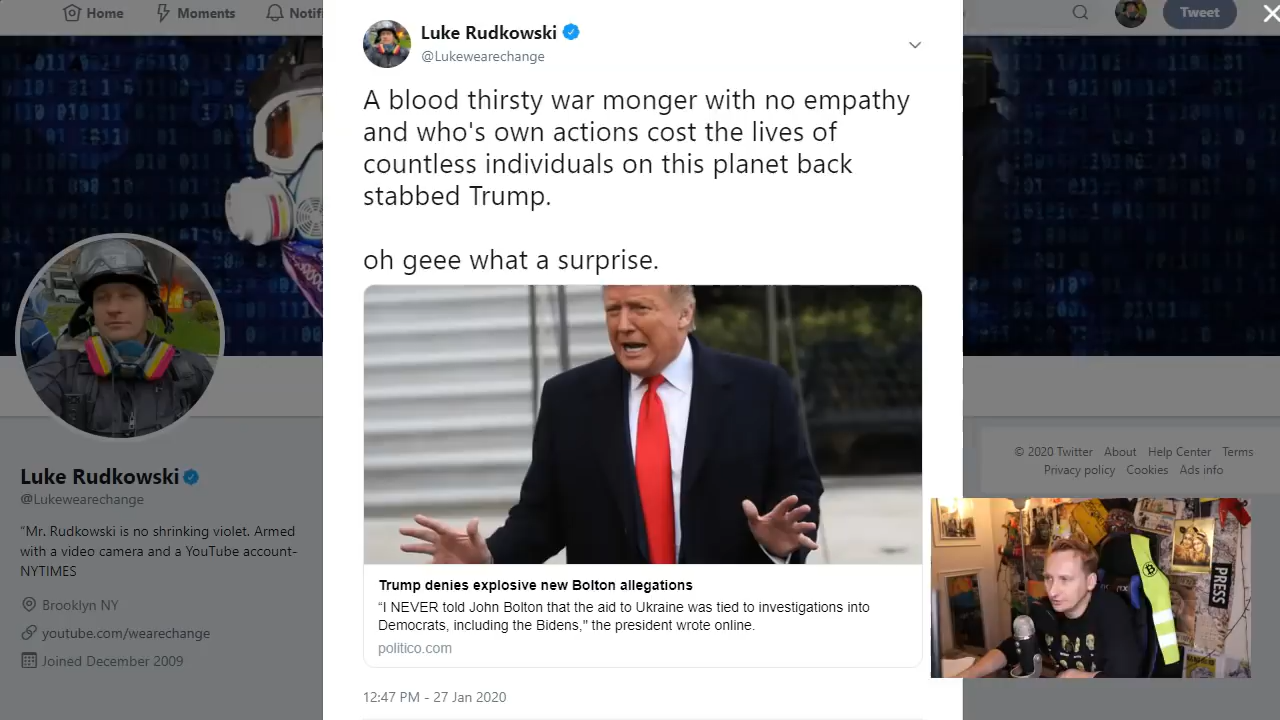 Home
Moments
Notifi
Tweet
Luke Rudkowski
@Lukewearechange
A blood thirsty war monger with no empathy
and who's own actions cost the lives of
countless individuals on this planet back
stabbed Trump.
oh geee what a surprise.
Trump denies explosive new Bolton allegations
“I NEVER told John Bolton that the aid to Ukraine was tied to investigations into
Democrats, including the Bidens," the president wrote online.
politico.com
12:47 PM - 27 Jan 2020
Luke Rudkowski
@Lukewearechange
“Mr. Rudkowski is no shrinking violet. Armed
with a video camera and a YouTube account-
NYTIMES
Brooklyn NY
youtube.com/wearechange
Joined December 2009
© 2020 Twitter About Help Center Terms
Privacy policy Cookies Ads info
PRESS